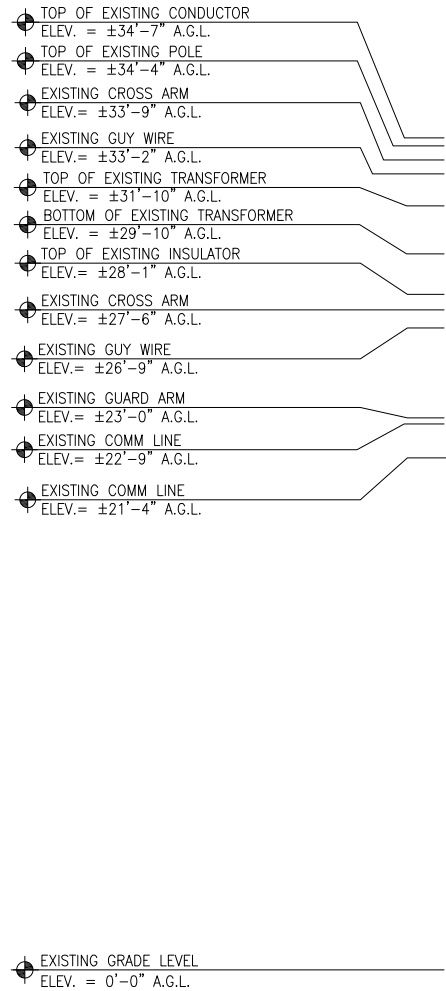 TOP OF EXISTING CONDUCTOR
ELEV. = ±34'-7" A.G.L.
TOP OF EXISTING POLE
ELEV. = ±34'-4" A.G.L.
EXISTING CROSS ARM
ELEV.= ±33'-9" A.G.L.
EXISTING GUY WIRE
ELEV.= ±33'-2" A.G.L.
TOP OF EXISTING TRANSFORMER
ELEV. = ±31'-10" A.G.L.
BOTTOM OF EXISTING TRANSFORMER
ELEV. = ±29'-10" A.G.L.
TOP OF EXISTING INSULATOR
ELEV.= ±28'-1" A.G.L.
EXISTING CROSS ARM
ELEV.= ±27'-6" A.G.L.
EXISTING GUY WIRE
ELEV.= ±26'-9" A.G.L.
EXISTING GUARD ARM
ELEV.= ±23'-0" A.G.L.
EXISTING COMM LINE
ELEV.= ±22'-9" A.G.L.
EXISTING COMM LINE
ELEV.= ±21'-4" A.G.L.
EXISTING GRADE LEVEL
ELEV. = 0'-0" A.G.L.